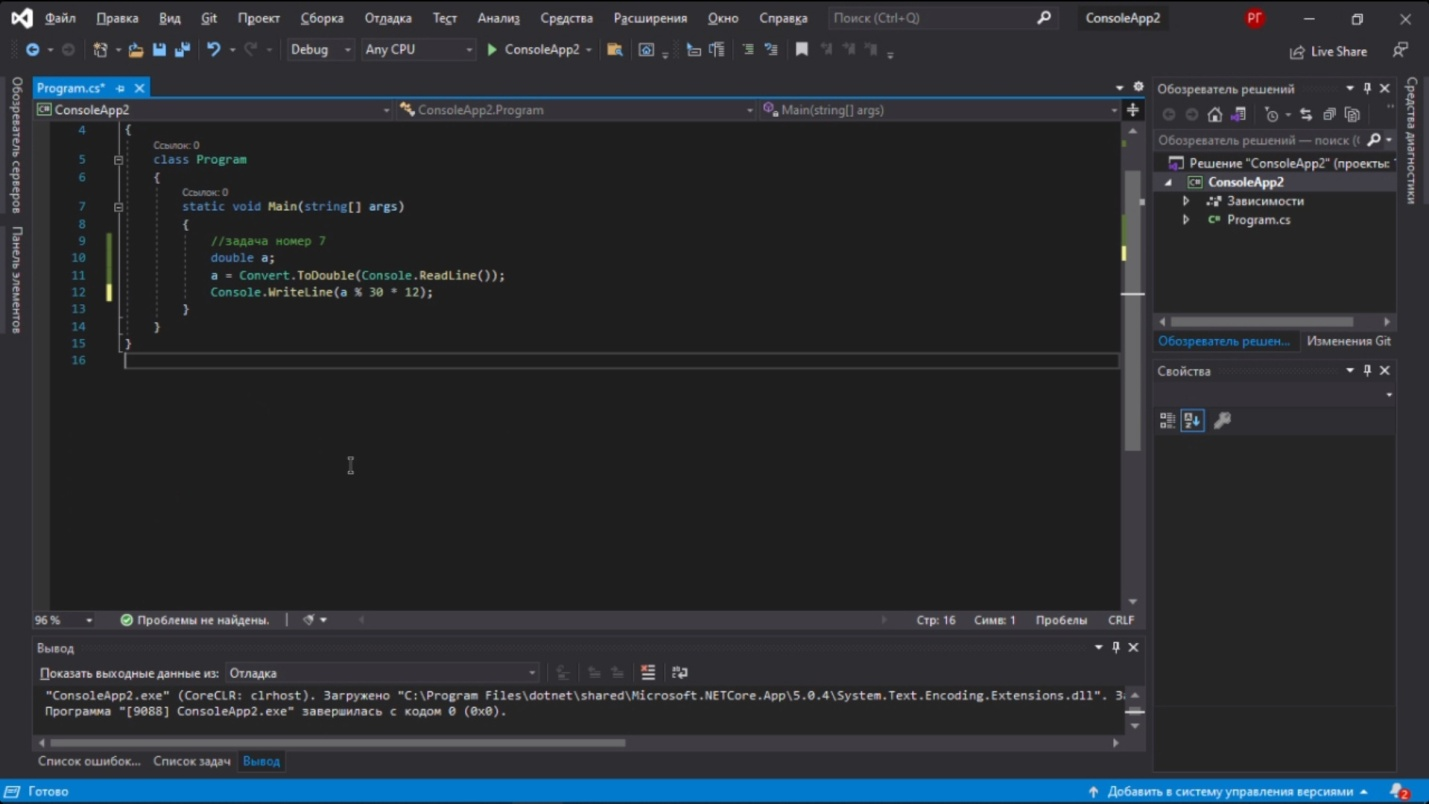 Файл Правка Вид Git Проект Сборка Отладка Тест Анализ Средства Расширения Окно Справка Поиск (Ctrl+Q) ConsoleApp2 РГ
Debug Any CPU ConsoleApp2 Live Share
Обозреватель серверов
Панель элементов
Program.cs*
ConsoleApp2 ConsoleApp2.Program Main(string[] args)
4 {
Ссылок: 0
5 class Program
6 {
Ссылок: 0
7 static void Main(string[] args)
8 {
9 //задача номер 7
10 double a;
11 a = Convert.ToDouble(Console.ReadLine());
12 Console.WriteLine(a % 30 * 12);
13 }
14 }
15 }
16
96 % Проблемы не найдены. Стр: 16 Симв: 1 Пробелы CRLF
Вывод
Показать выходные данные из: Отладка
"ConsoleApp2.exe" (CoreCLR: clrhost). Загружено "C:\Program Files\dotnet\shared\Microsoft.NETCore.App\5.0.4\System.Text.Encoding.Extensions.dll".
Программа "[9088] ConsoleApp2.exe" завершилась с кодом 0 (0x0).
Список ошибок... Список задач Вывод
Обозреватель решений
Обозреватель решений — поиск (
Решение "ConsoleApp2" (проекты:
ConsoleApp2
Зависимости
C# Program.cs
Обозреватель решен... Изменения Git
Свойства
Средства диагностики
Готово Добавить в систему управления версиями 2